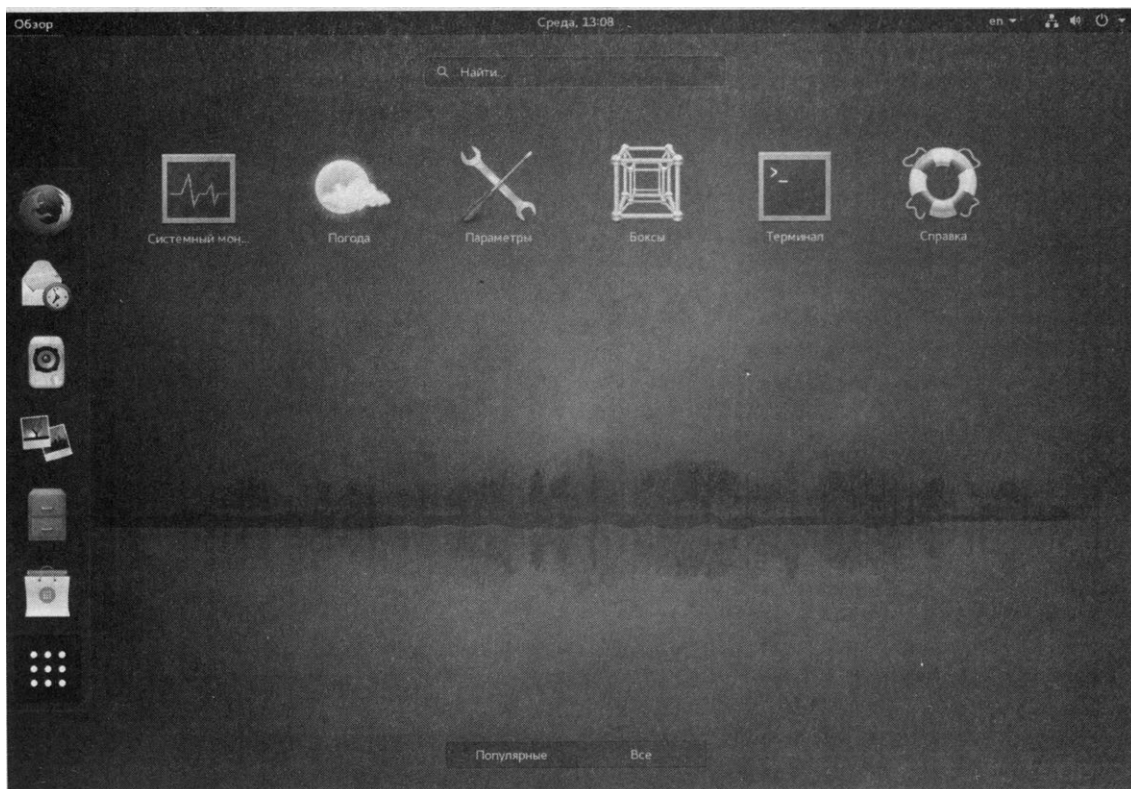 Обзор
Среда, 13:08
en
Найти...
Системный мон...
Погода
Параметры
Боксы
Терминал
Справка
Популярные
Все